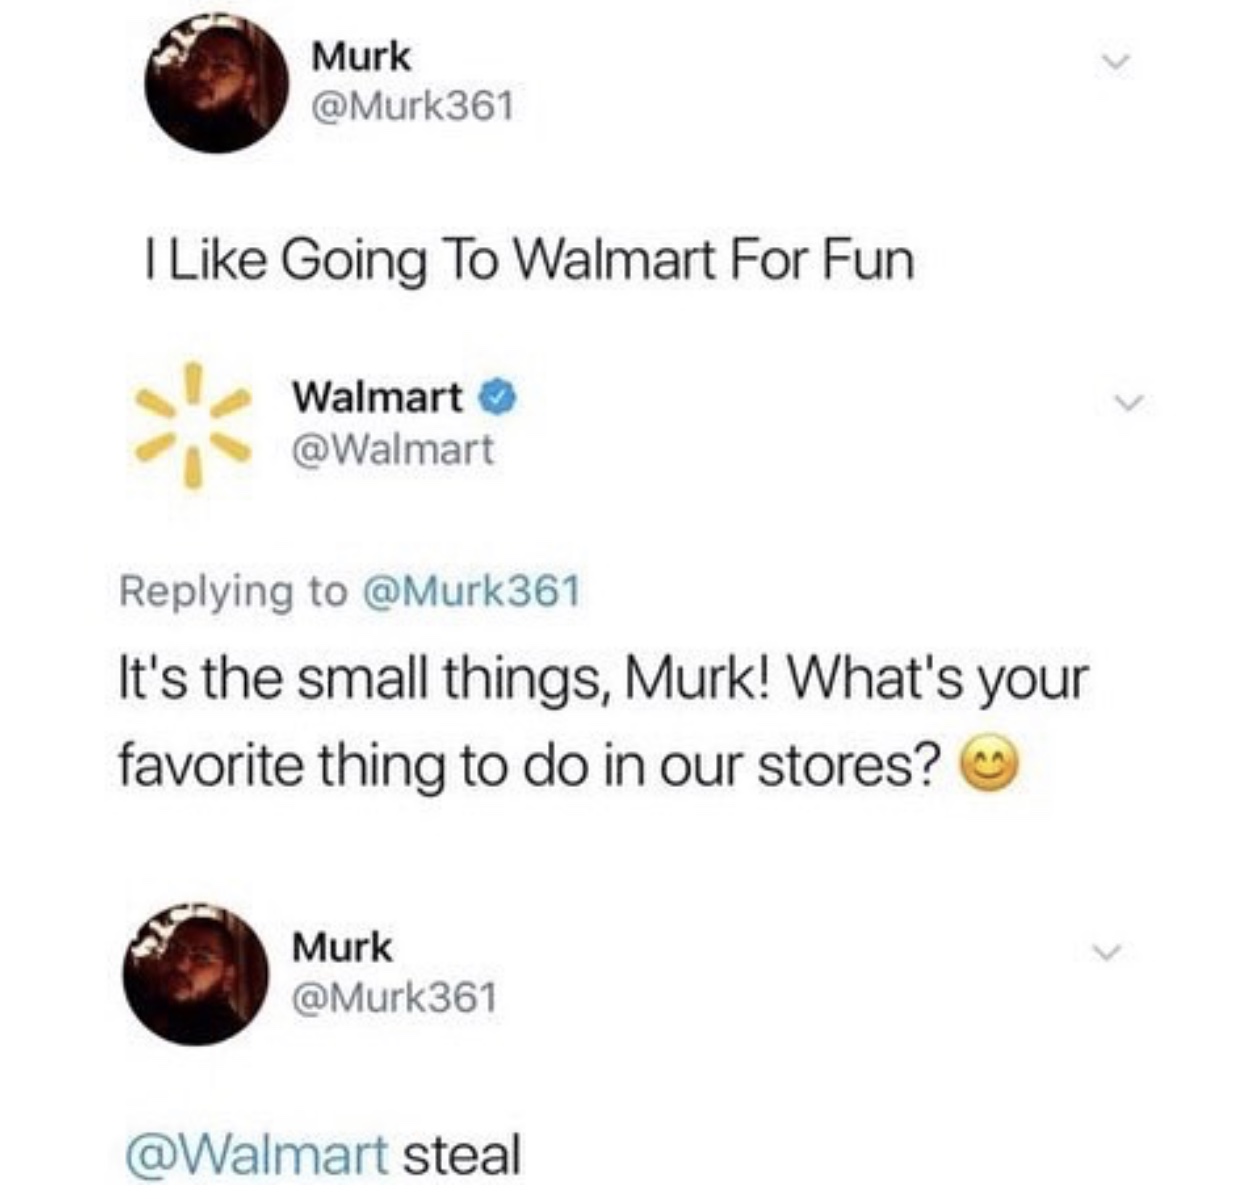 Murk
@Murk361
I Like Going To Walmart For Fun
Walmart
@Walmart
Replying to @Murk361
It's the small things, Murk! What's your
favorite thing to do in our stores? 😊
Murk
@Murk361
@Walmart steal